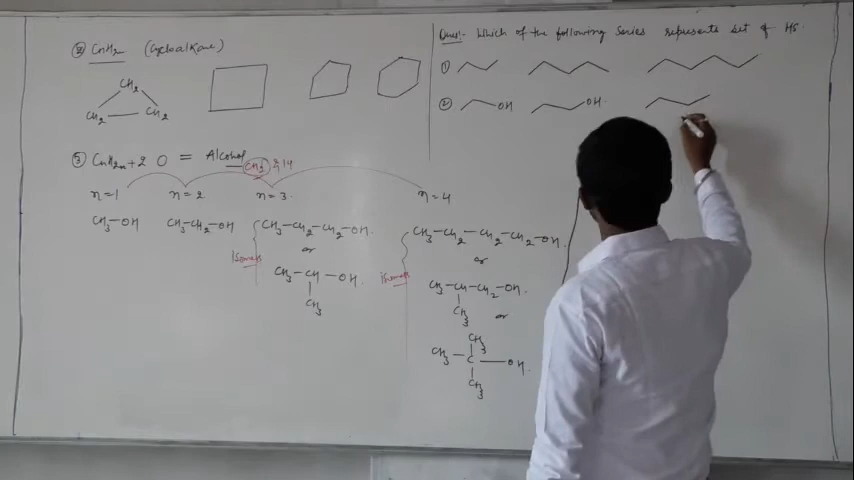 ② CnH2n (Cycloalkane)
CH2
CH2 CH2
③ CnH2n+2 O = Alcohol
CH2 14
n=1 n=2 n=3. n=4
CH3-OH CH3-CH2-OH CH3-CH2-CH2-OH.
or
Isomers
CH3-CH-OH.
CH3
CH3-CH2-CH2-CH2-OH.
or
isomers
CH3-CH-CH2-OH.
CH3
or
CH3
CH3-C-OH.
CH3
Ques:- Which of the following series represents set of HS.
①
② OH OH.